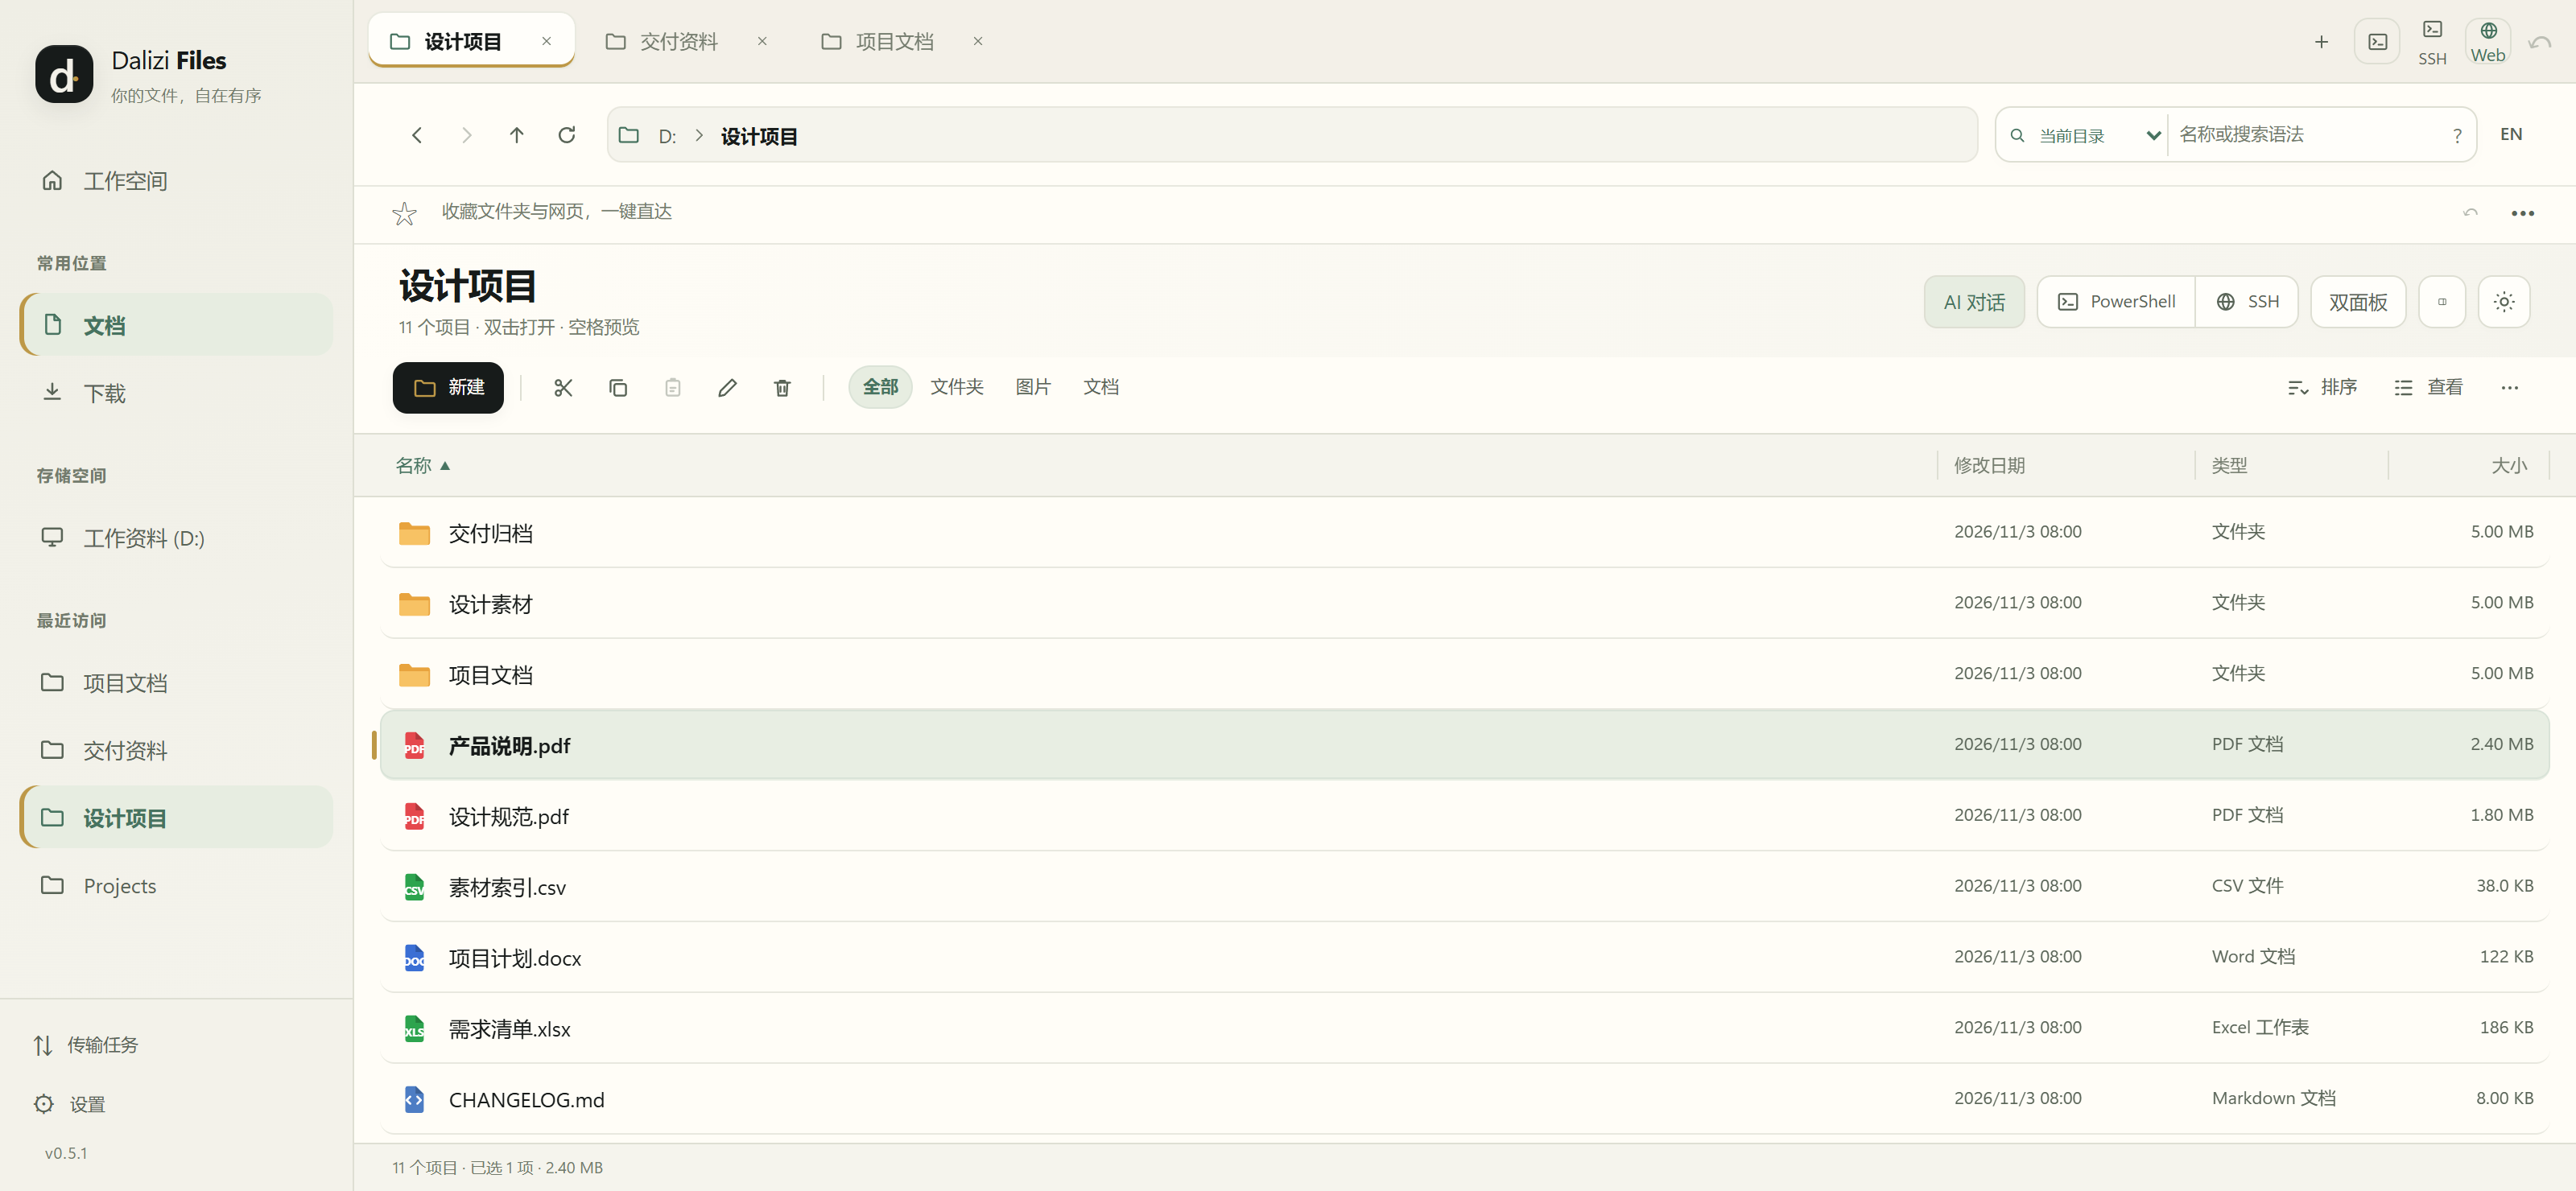 d.
Dalizi Files
你的文件，自在有序
工作空间
常用位置
文档
下载
存储空间
工作资料 (D:)
最近访问
项目文档
交付资料
设计项目
Projects
传输任务
设置
v0.5.1
设计项目
交付资料
项目文档
SSH
Web
D:
设计项目
当前目录
名称或搜索语法
?
EN
收藏文件夹与网页，一键直达
设计项目
11 个项目 · 双击打开 · 空格预览
AI 对话
PowerShell
SSH
双面板
新建
全部
文件夹
图片
文档
排序
查看
名称 ▲ 修改日期 类型 大小
交付归档 2026/11/3 08:00 文件夹 5.00 MB
设计素材 2026/11/3 08:00 文件夹 5.00 MB
项目文档 2026/11/3 08:00 文件夹 5.00 MB
PDF 产品说明.pdf 2026/11/3 08:00 PDF 文档 2.40 MB
PDF 设计规范.pdf 2026/11/3 08:00 PDF 文档 1.80 MB
CSV 素材索引.csv 2026/11/3 08:00 CSV 文件 38.0 KB
DOC 项目计划.docx 2026/11/3 08:00 Word 文档 122 KB
XLS 需求清单.xlsx 2026/11/3 08:00 Excel 工作表 186 KB
CHANGELOG.md 2026/11/3 08:00 Markdown 文档 8.00 KB
11 个项目 · 已选 1 项 · 2.40 MB